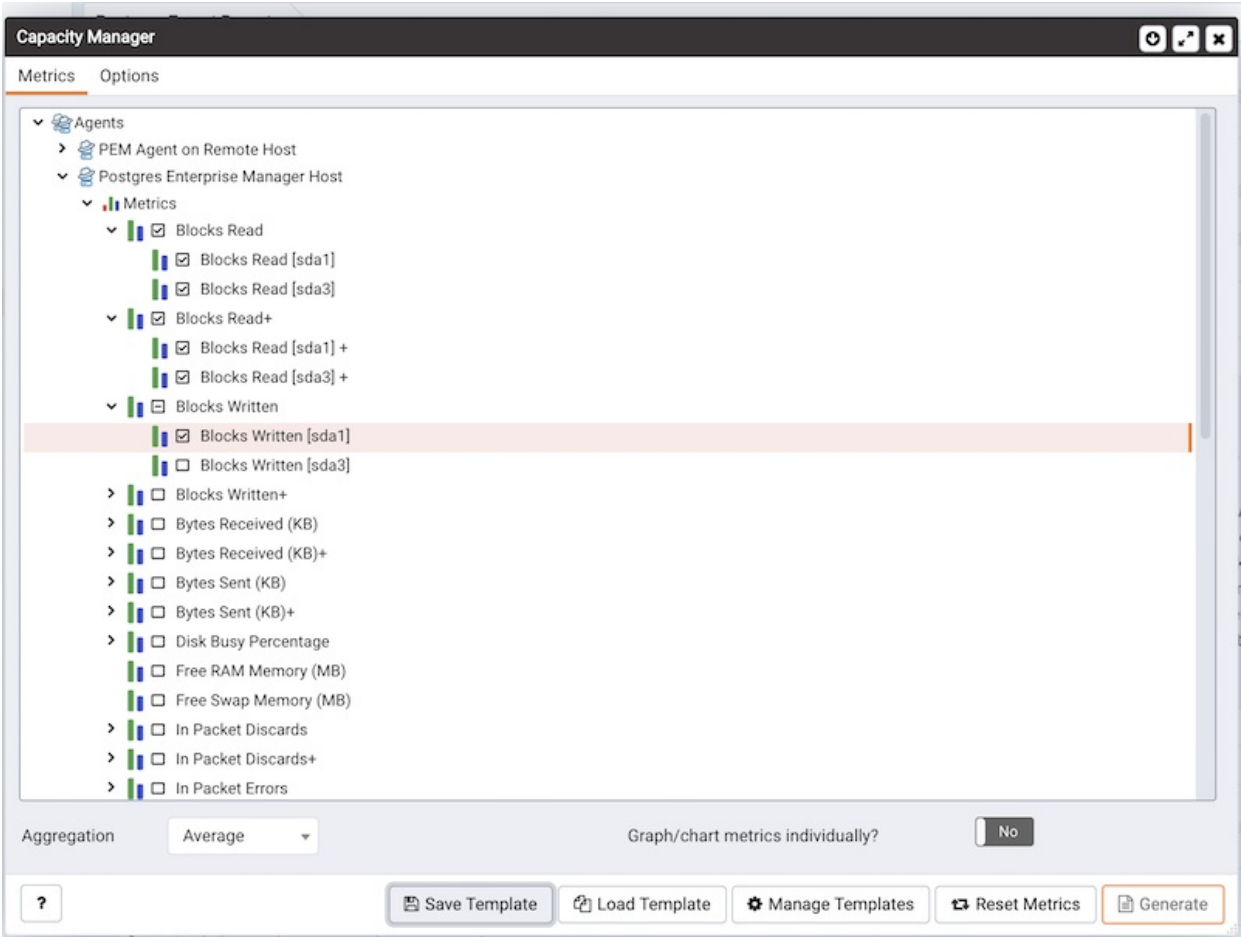 Capacity Manager
Metrics Options
Agents
PEM Agent on Remote Host
Postgres Enterprise Manager Host
Metrics
Blocks Read
Blocks Read [sda1]
Blocks Read [sda3]
Blocks Read+
Blocks Read [sda1] +
Blocks Read [sda3] +
Blocks Written
Blocks Written [sda1]
Blocks Written [sda3]
Blocks Written+
Bytes Received (KB)
Bytes Received (KB)+
Bytes Sent (KB)
Bytes Sent (KB)+
Disk Busy Percentage
Free RAM Memory (MB)
Free Swap Memory (MB)
In Packet Discards
In Packet Discards+
In Packet Errors
Aggregation Average Graph/chart metrics individually? No
? Save Template Load Template Manage Templates Reset Metrics Generate